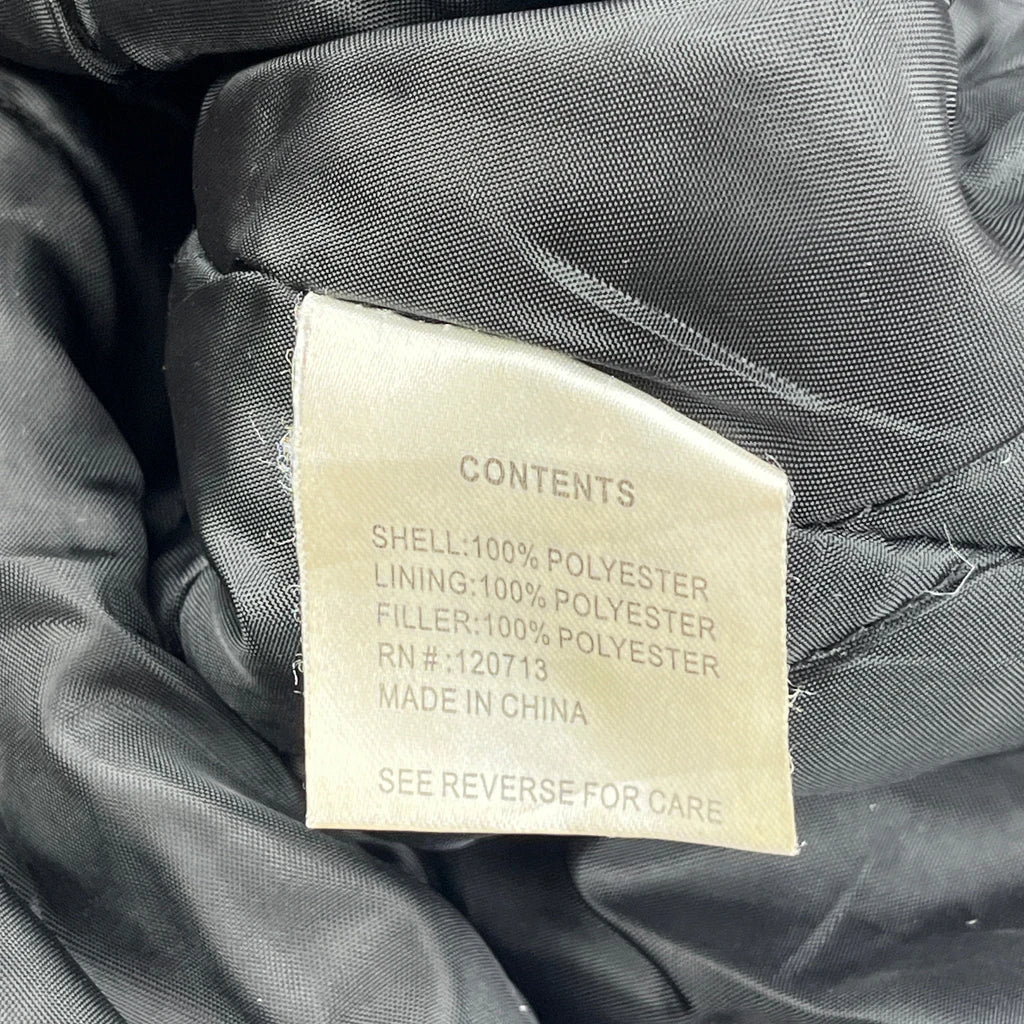 CONTENTS
SHELL:100% POLYESTER
LINING:100% POLYESTER
FILLER:100% POLYESTER
RN #:120713
MADE IN CHINA
SEE REVERSE FOR CARE